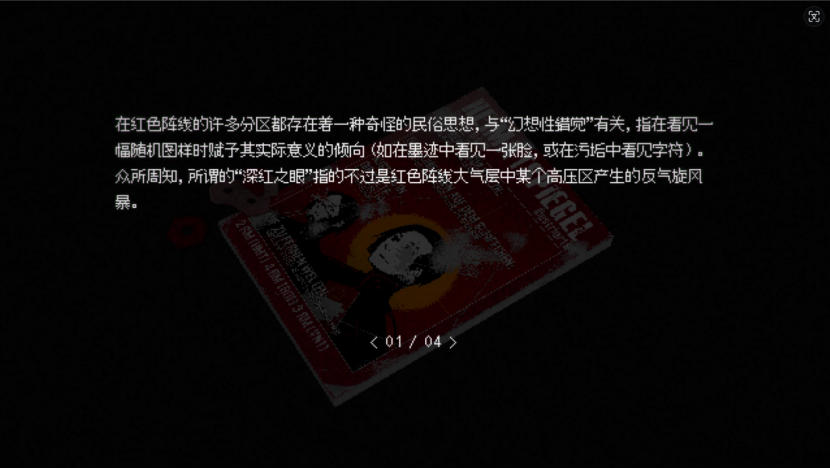 在红色阵线的许多分区都存在着一种奇怪的民俗思想，与“幻想性错觉”有关，指在看见一
幅随机图样时赋予其实际意义的倾向（如在墨迹中看见一张脸，或在污垢中看见字符）。
众所周知，所谓的“深红之眼”指的不过是红色阵线大气层中某个高压区产生的反气旋风
暴。
< 01 / 04 >